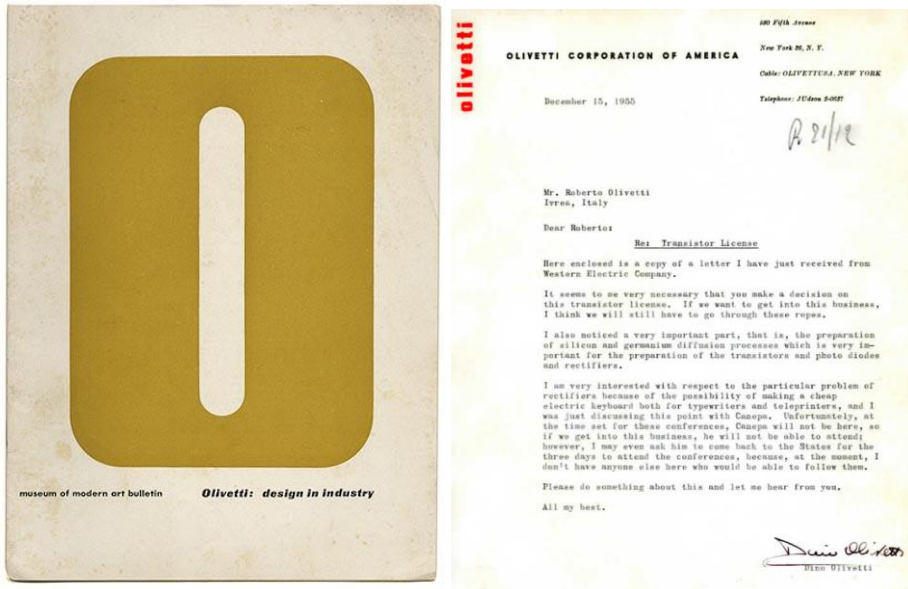 museum of modern art bulletin
Olivetti: design in industry
olivetti
OLIVETTI CORPORATION OF AMERICA
580 Fifth Avenue
New York 36, N. Y.
Cable: OLIVETTUSA, NEW YORK
Telephone: JUdson 2-0637
December 15, 1955
R 21/12
Mr. Roberto Olivetti
Ivrea, Italy
Dear Roberto:
Re: Transistor License
Here enclosed is a copy of a letter I have just received from
Western Electric Company.
It seems to me very necessary that you make a decision on
this transistor license. If we want to get into this business,
I think we will still have to go through these ropes.
I also noticed a very important part, that is, the preparation
of silicon and germanium diffusion processes which is very im-
portant for the preparation of the transistors and photo diodes
and rectifiers.
I am very interested with respect to the particular problem of
rectifiers because of the possibility of making a cheap
electric keyboard both for typewriters and teleprinters, and I
was just discussing this point with Canepa. Unfortunately, at
the time set for these conferences, Canepa will not be here, so
if we get into this business, he will not be able to attend;
however, I may even ask him to come back to the States for the
three days to attend the conferences, because, at the moment, I
don't have anyone else here who would be able to follow them.
Please do something about this and let me hear from you.
All my best.
Dino Olivetti
Dino Olivetti